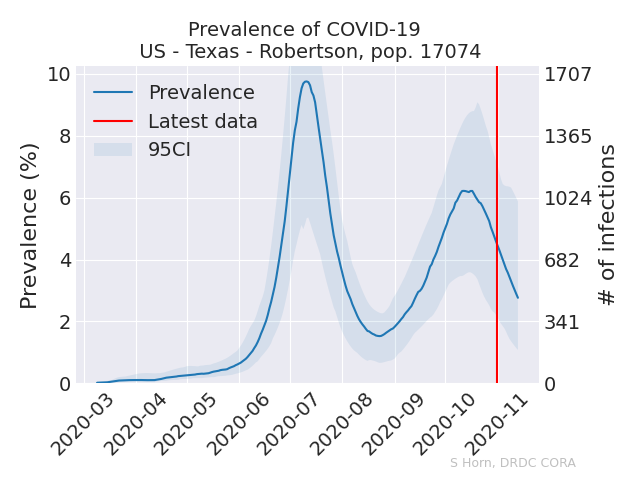 Prevalence of COVID-19
US - Texas - Robertson, pop. 17074
Prevalence (%)
10
8
6
4
2
0
Prevalence
Latest data
95CI
1707
1365
1024
682
341
0
# of infections
2020-03
2020-04
2020-05
2020-06
2020-07
2020-08
2020-09
2020-10
2020-11
S Horn, DRDC CORA